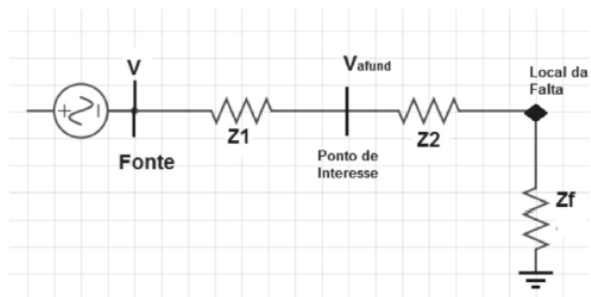 V
Vafund
Local da
Falta
Z1
Z2
Fonte
Ponto de
Interesse
Zf